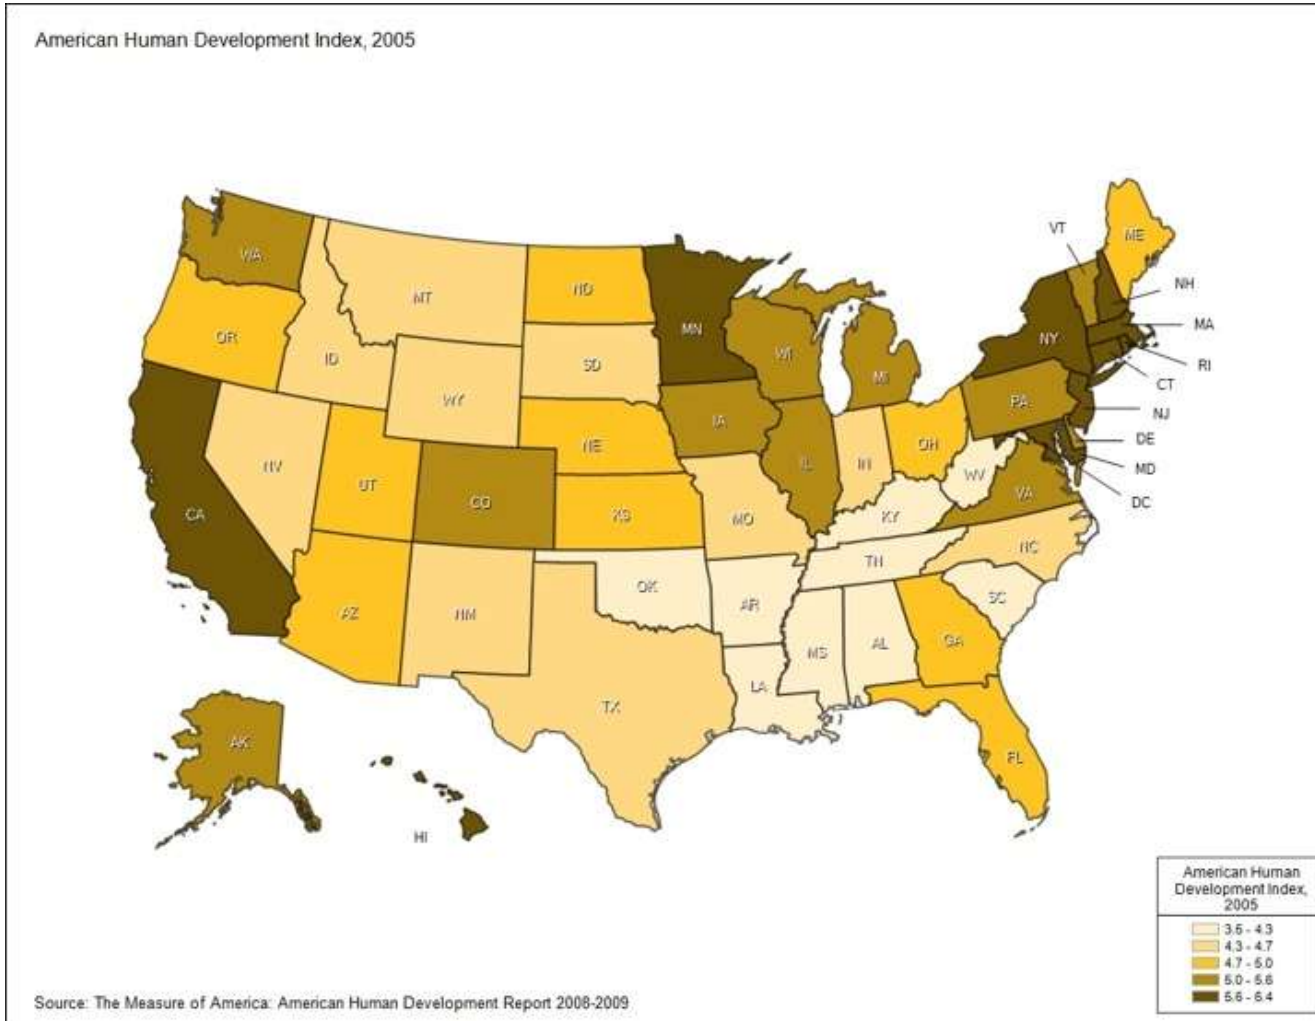 American Human Development Index, 2005
WA
MT
ND
MN
VT
ME
NH
OR
ID
SD
WI
MI
NY
MA
RI
WY
CT
IA
PA
NJ
NE
OH
DE
NV
UT
CO
IL
IN
WV
MD
DC
CA
KS
MO
KY
VA
NC
TN
AZ
NM
OK
AR
SC
MS
AL
GA
LA
TX
FL
AK
HI
American Human
Development Index,
2005
3.5 - 4.3
4.3 - 4.7
4.7 - 5.0
5.0 - 5.6
5.6 - 6.4
Source: The Measure of America: American Human Development Report 2008-2009